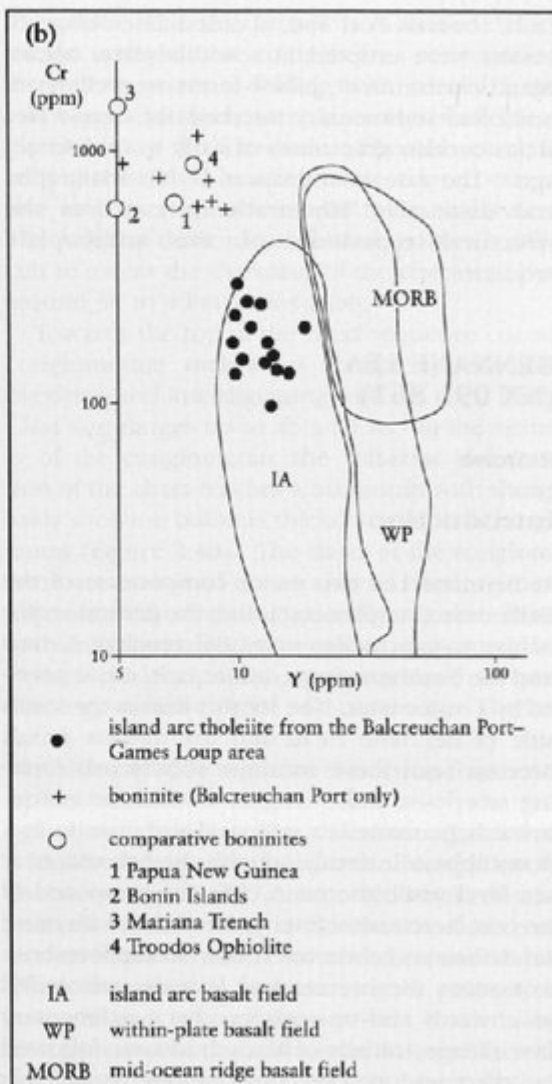 (b)
Cr
(ppm)
3
1000
4
2
1
MORB
100
IA
WP
10
5
10
Y (ppm)
100
island arc tholeiite from the Balcreuchan Port–
Games Loup area
+ boninite (Balcreuchan Port only)
comparative boninites
1 Papua New Guinea
2 Bonin Islands
3 Mariana Trench
4 Troodos Ophiolite
IA island arc basalt field
WP within-plate basalt field
MORB mid-ocean ridge basalt field